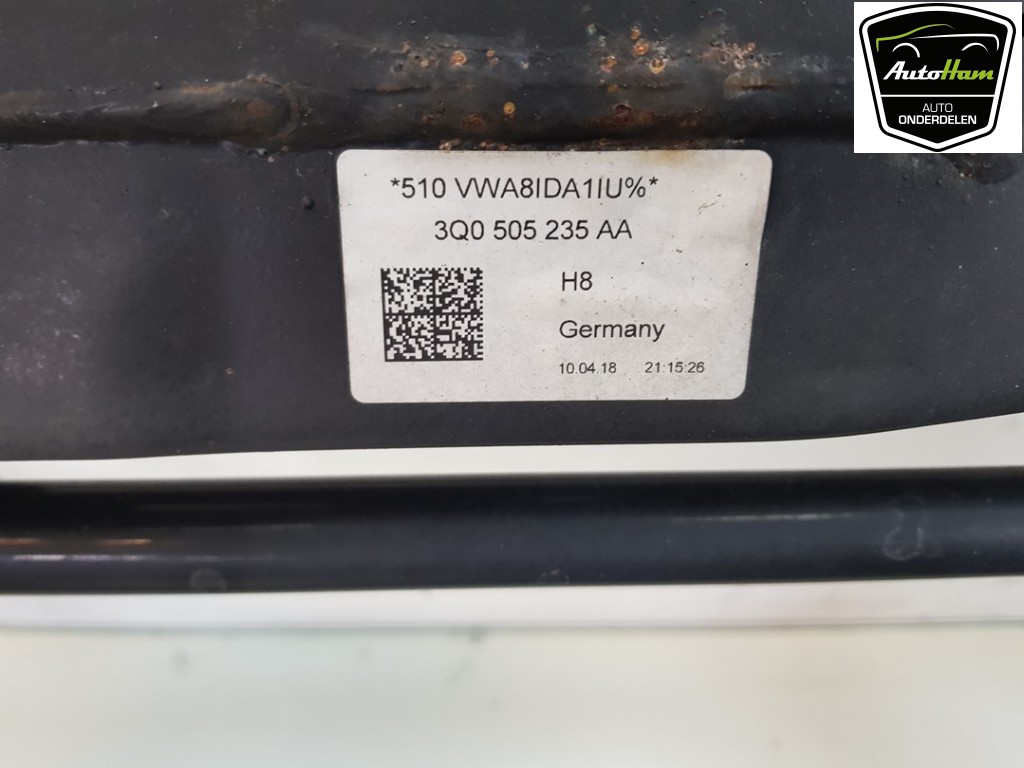 AutoHam
AUTO
ONDERDELEN
*510 VWA8IDA1IU%*
3Q0 505 235 AA
H8
Germany
10.04.18 21:15:26